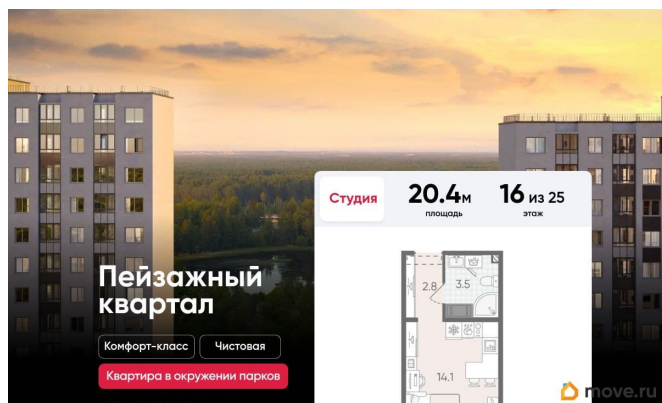 Студия
20.4м
площадь
16 из 25
этаж
Пейзажный
квартал
2.8
3.5
Комфорт-класс
Чистовая
Квартира в окружении парков
14.1
move.ru